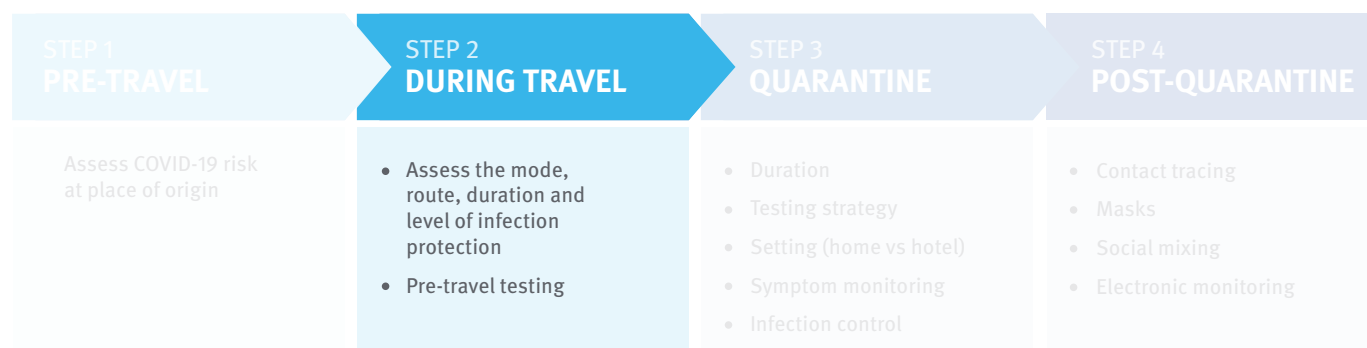 STEP 1
PRE-TRAVEL
Assess COVID-19 risk
at place of origin
STEP 2
DURING TRAVEL
• Assess the mode,
route, duration and
level of infection
protection
• Pre-travel testing
STEP 3
QUARANTINE
• Duration
• Testing strategy
• Setting (home vs hotel)
• Symptom monitoring
• Infection control
STEP 4
POST-QUARANTINE
• Contact tracing
• Masks
• Social mixing
• Electronic monitoring